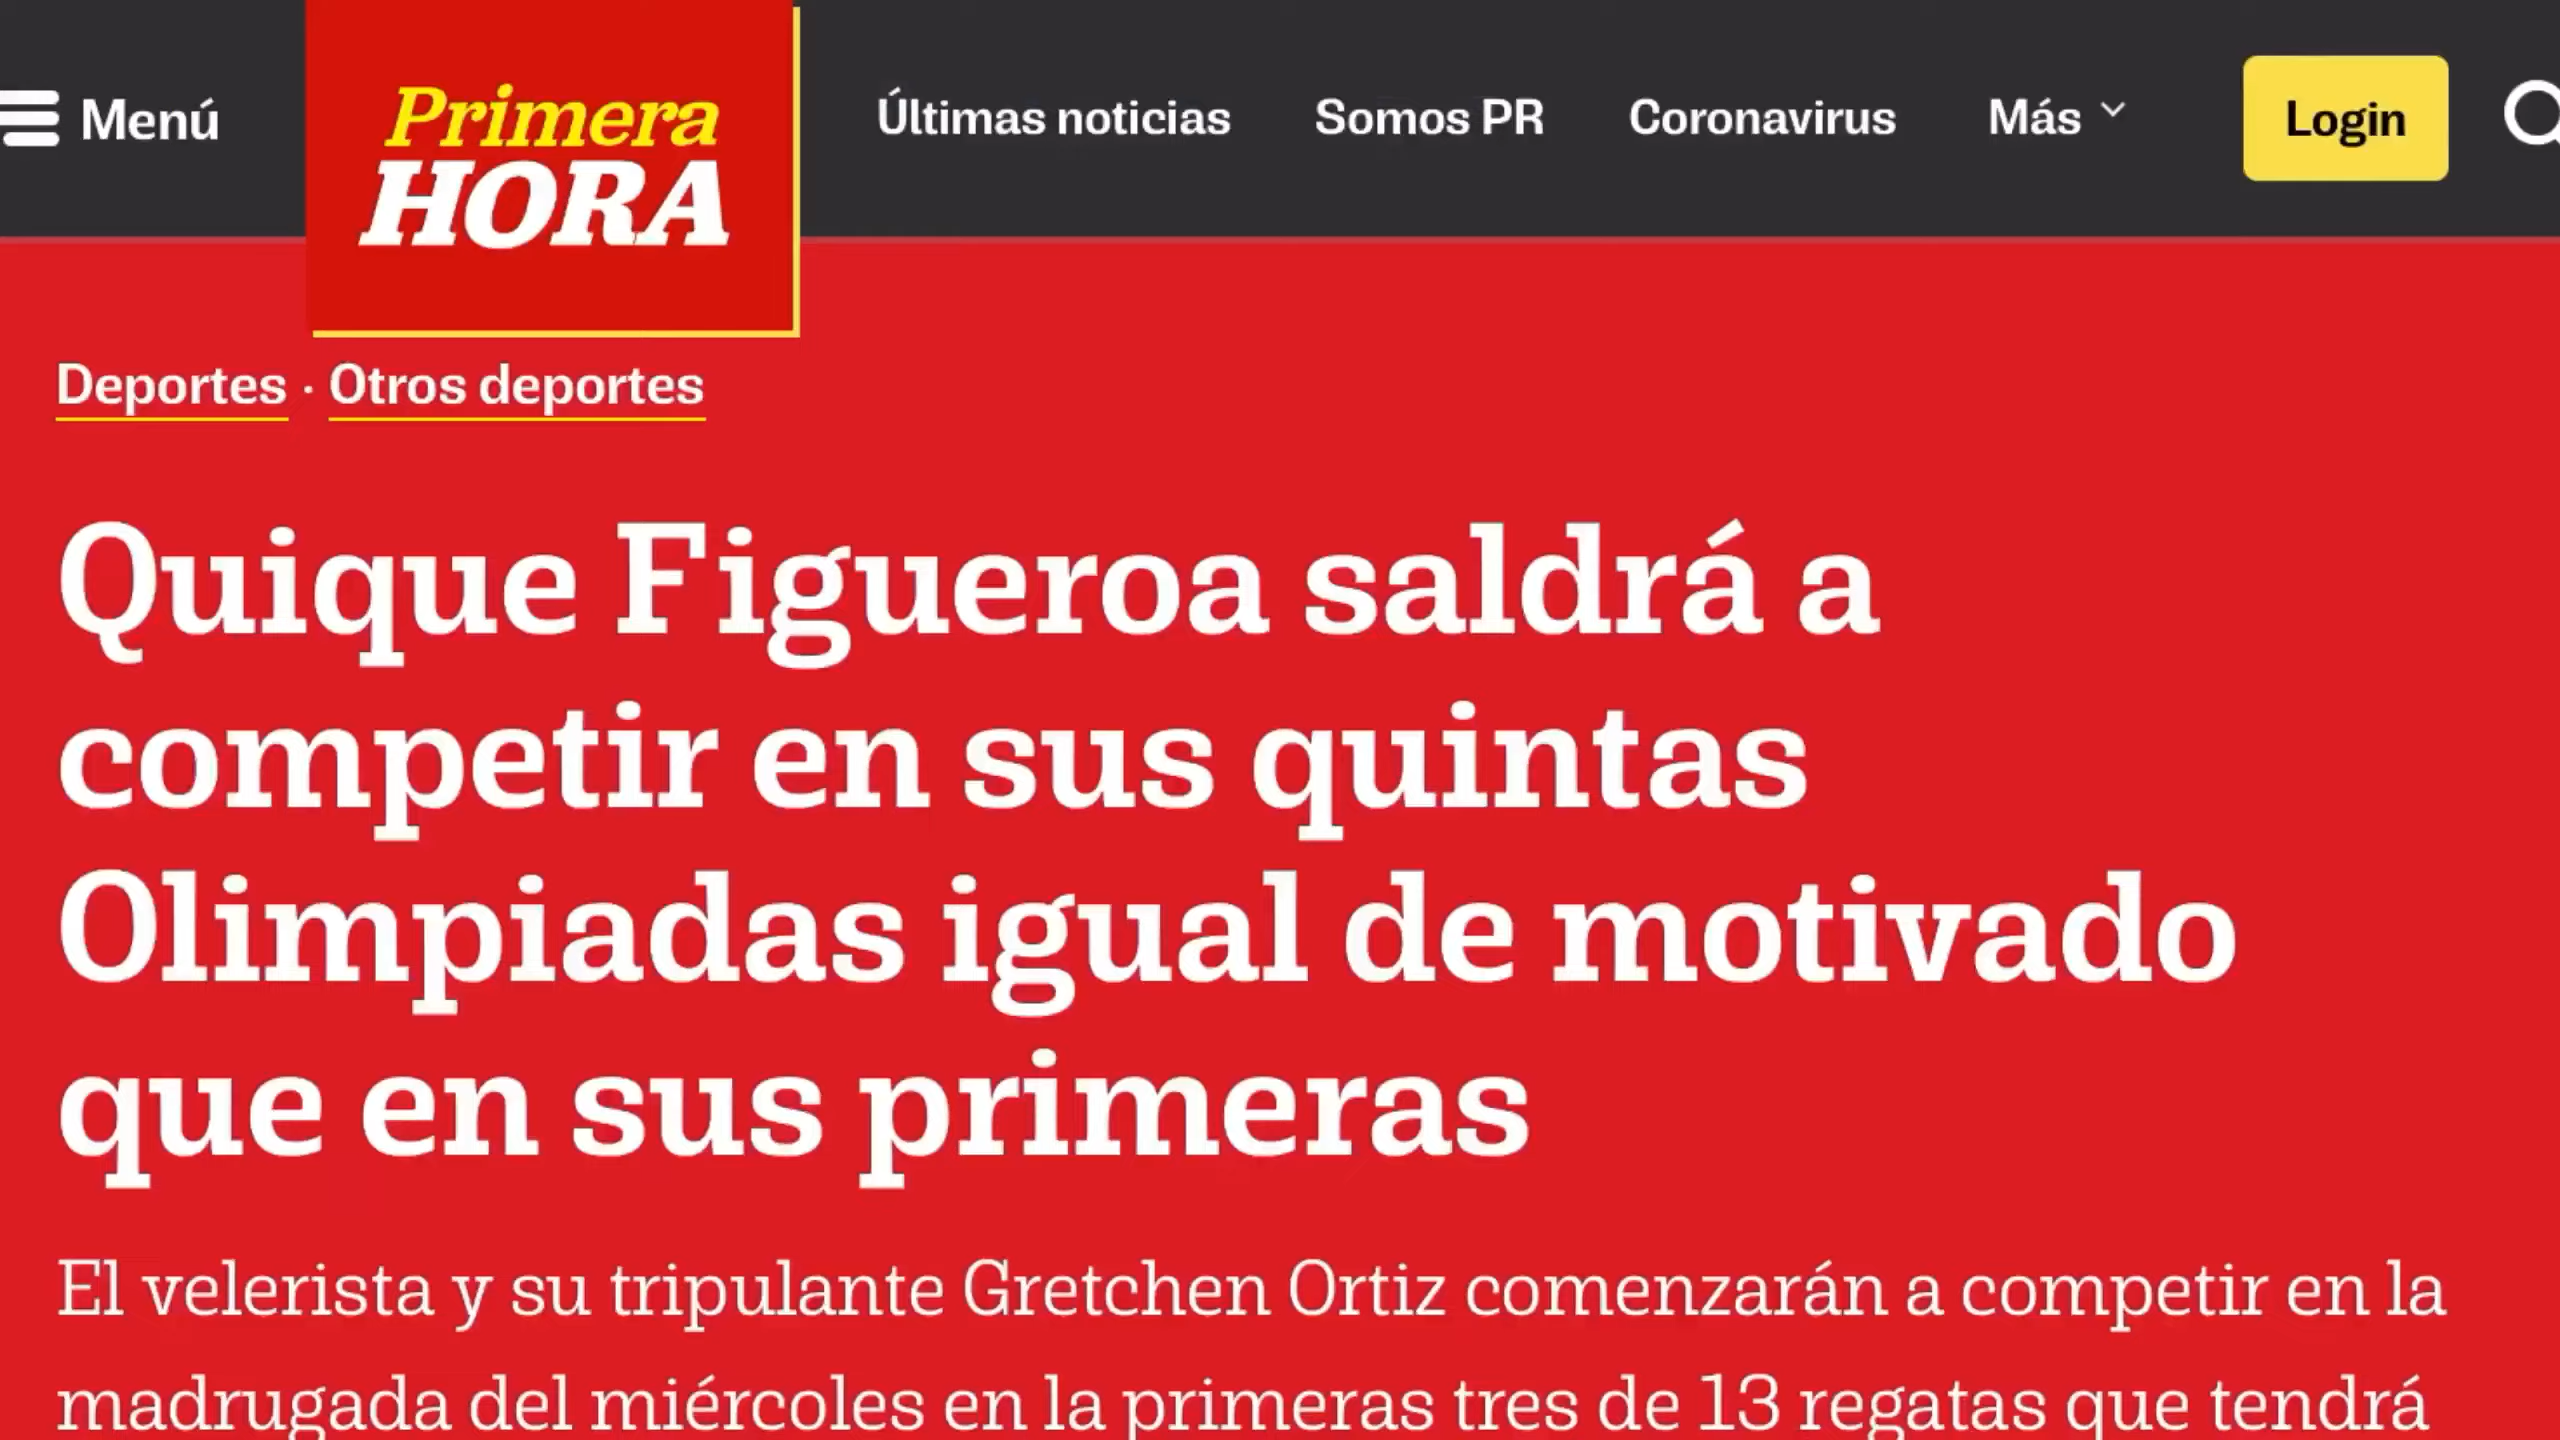 Menú
Primera
HORA
Últimas noticias
Somos PR
Coronavirus
Más
Login
Deportes · Otros deportes
Quique Figueroa saldrá a
competir en sus quintas
Olimpiadas igual de motivado
que en sus primeras
El velerista y su tripulante Gretchen Ortiz comenzarán a competir en la
madrugada del miércoles en la primeras tres de 13 regatas que tendrá